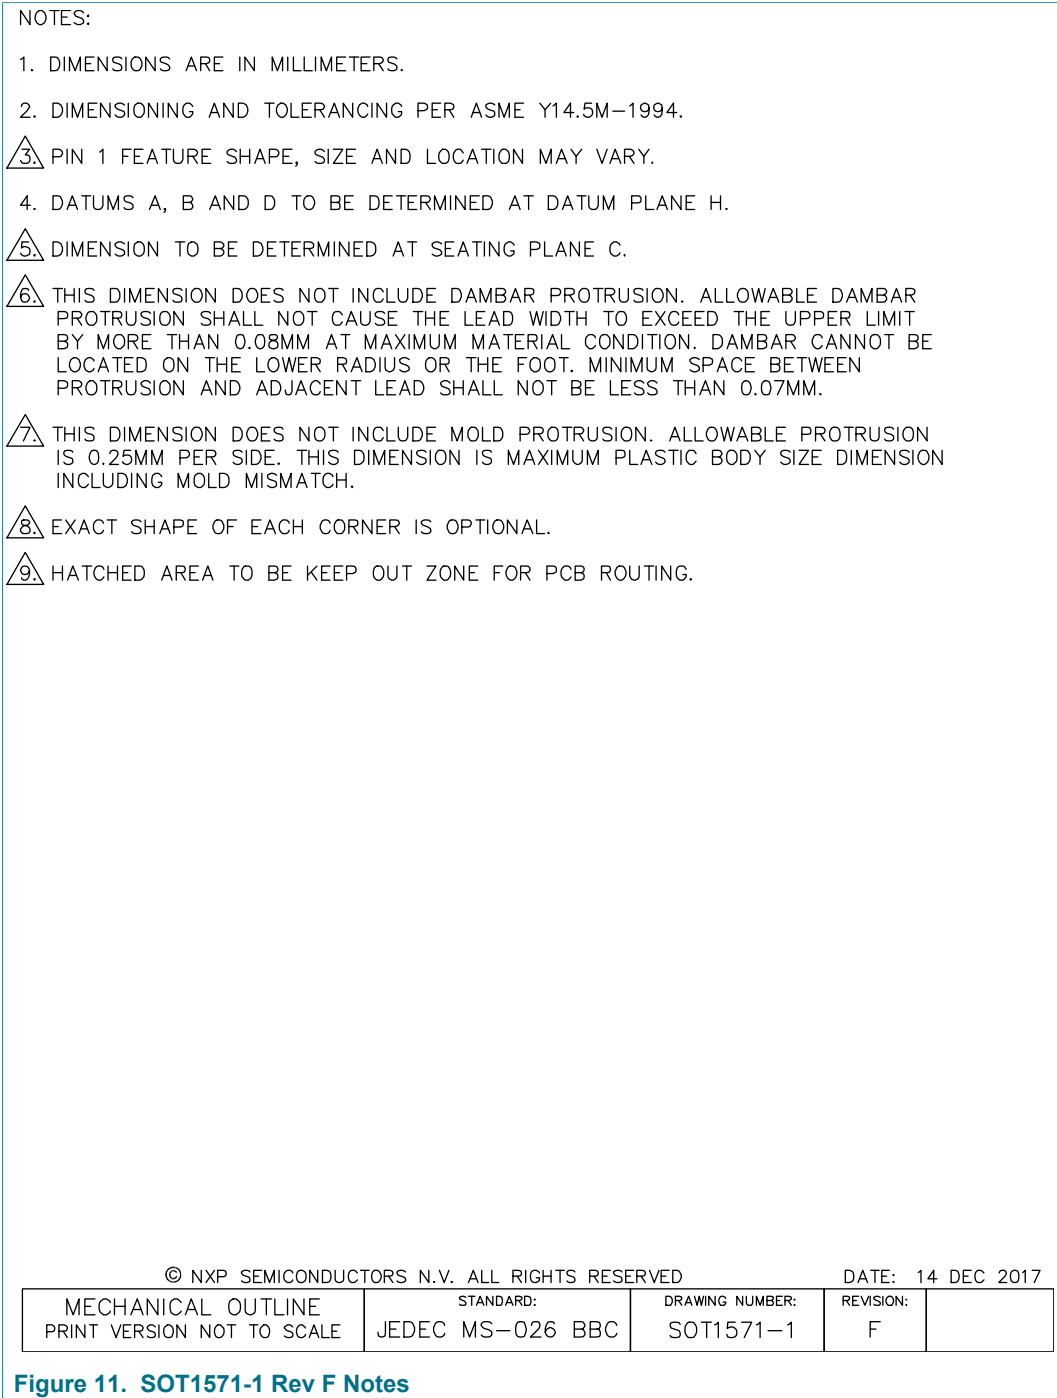 NOTES:
1. DIMENSIONS ARE IN MILLIMETERS.
2. DIMENSIONING AND TOLERANCING PER ASME Y14.5M-1994.
3. PIN 1 FEATURE SHAPE, SIZE AND LOCATION MAY VARY.
4. DATUMS A, B AND D TO BE DETERMINED AT DATUM PLANE H.
5. DIMENSION TO BE DETERMINED AT SEATING PLANE C.
6. THIS DIMENSION DOES NOT INCLUDE DAMBAR PROTRUSION. ALLOWABLE DAMBAR
PROTRUSION SHALL NOT CAUSE THE LEAD WIDTH TO EXCEED THE UPPER LIMIT
BY MORE THAN 0.08MM AT MAXIMUM MATERIAL CONDITION. DAMBAR CANNOT BE
LOCATED ON THE LOWER RADIUS OR THE FOOT. MINIMUM SPACE BETWEEN
PROTRUSION AND ADJACENT LEAD SHALL NOT BE LESS THAN 0.07MM.
7. THIS DIMENSION DOES NOT INCLUDE MOLD PROTRUSION. ALLOWABLE PROTRUSION
IS 0.25MM PER SIDE. THIS DIMENSION IS MAXIMUM PLASTIC BODY SIZE DIMENSION
INCLUDING MOLD MISMATCH.
8. EXACT SHAPE OF EACH CORNER IS OPTIONAL.
9. HATCHED AREA TO BE KEEP OUT ZONE FOR PCB ROUTING.
© NXP SEMICONDUCTORS N.V. ALL RIGHTS RESERVED
DATE: 14 DEC 2017
MECHANICAL OUTLINE
PRINT VERSION NOT TO SCALE
STANDARD:
JEDEC MS-026 BBC
DRAWING NUMBER:
SOT1571-1
REVISION:
F
Figure 11. SOT1571-1 Rev F Notes